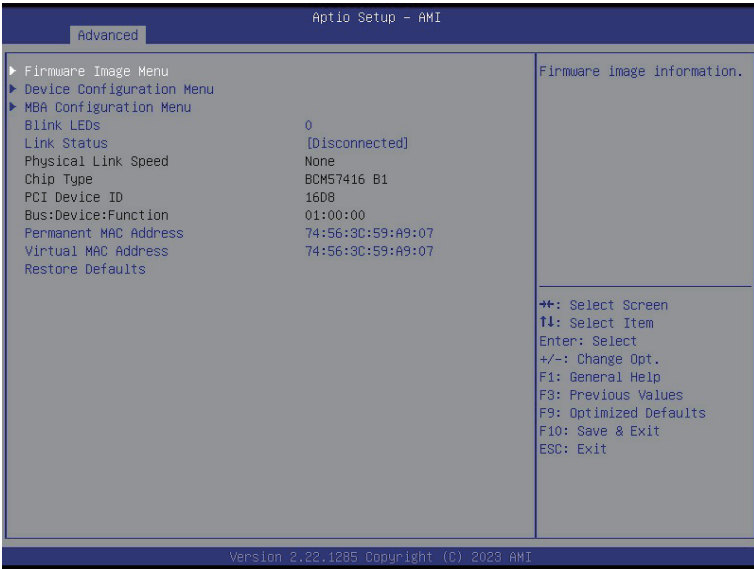 Aptio Setup – AMI
Advanced
Firmware Image Menu
Device Configuration Menu
MBA Configuration Menu
Blink LEDs 0
Link Status [Disconnected]
Physical Link Speed None
Chip Type BCM57416 B1
PCI Device ID 16D8
Bus:Device:Function 01:00:00
Permanent MAC Address 74:56:3C:59:A9:07
Virtual MAC Address 74:56:3C:59:A9:07
Restore Defaults
Firmware image information.
→←: Select Screen
↑↓: Select Item
Enter: Select
+/-: Change Opt.
F1: General Help
F3: Previous Values
F9: Optimized Defaults
F10: Save & Exit
ESC: Exit
Version 2.22.1285 Copyright (C) 2023 AMI